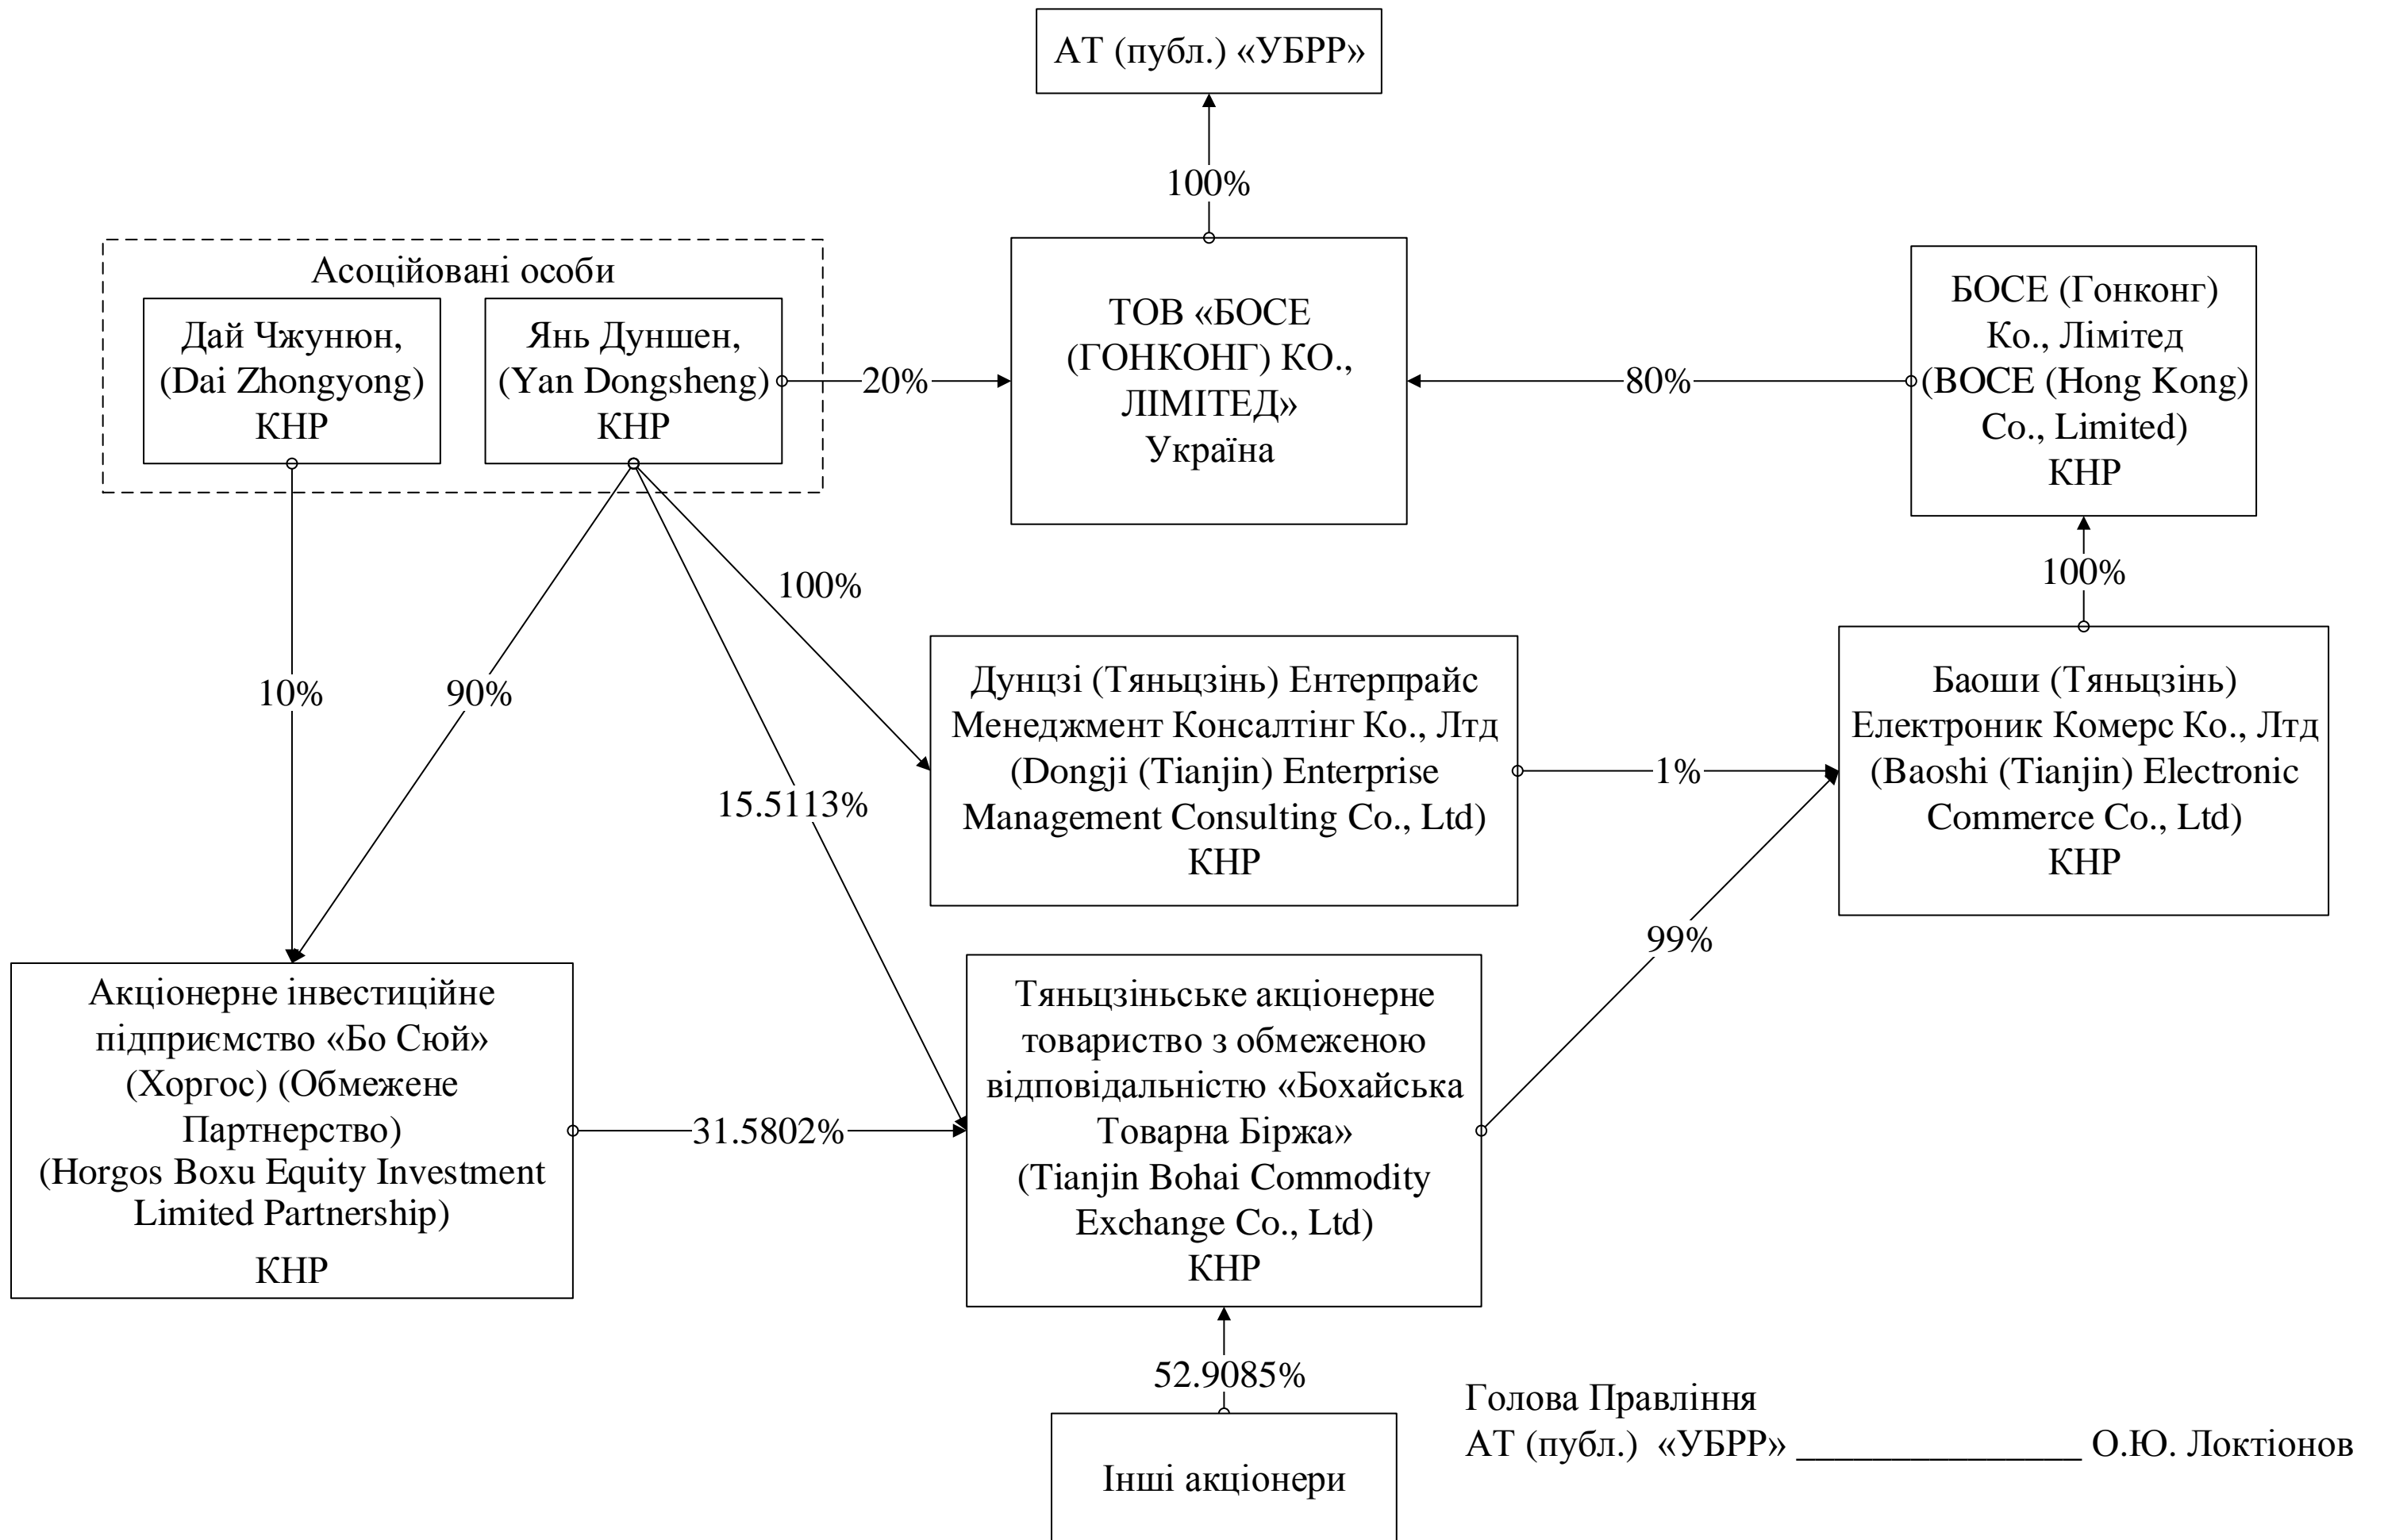 АТ (публ.) «УБРР»
100%
Асоційовані особи
Дай Чжунюн,
(Dai Zhongyong)
КНР
Янь Дуншен,
(Yan Dongsheng)
КНР
20%
ТОВ «БОСЕ
(ГОНКОНГ) КО.,
ЛІМІТЕД»
Україна
80%
БОСЕ (Гонконг)
Ко., Лімітед
(BOCE (Hong Kong)
Co., Limited)
КНР
100%
100%
10%
90%
15.5113%
Дунцзі (Тяньцзінь) Ентерпрайс
Менеджмент Консалтінг Ко., Лтд
(Dongji (Tianjin) Enterprise
Management Consulting Co., Ltd)
КНР
1%
Баоши (Тяньцзінь)
Електроник Комерс Ко., Лтд
(Baoshi (Tianjin) Electronic
Commerce Co., Ltd)
КНР
99%
Акціонерне інвестиційне
підприємство «Бо Сюй»
(Хоргос) (Обмежене
Партнерство)
(Horgos Boxu Equity Investment
Limited Partnership)
КНР
31.5802%
Тяньцзіньське акціонерне
товариство з обмеженою
відповідальністю «Бохайська
Товарна Біржа»
(Tianjin Bohai Commodity
Exchange Co., Ltd)
КНР
52.9085%
Інші акціонери
Голова Правління
АТ (публ.) «УБРР» _______________ О.Ю. Локтіонов